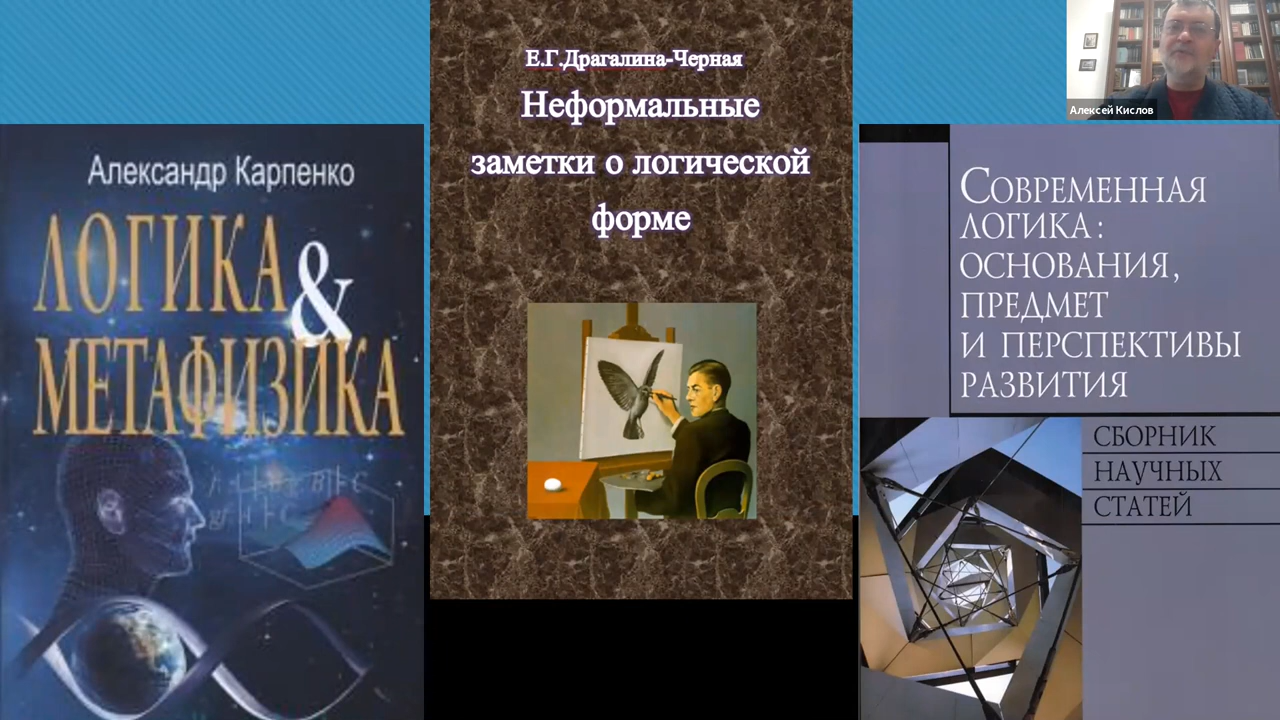 Александр Карпенко
ЛОГИКА
&
МЕТАФИЗИКА
Е.Г.Драгалина-Черная
Неформальные
заметки о логической
форме
Алексей Кислов
СОВРЕМЕННАЯ
ЛОГИКА:
ОСНОВАНИЯ,
ПРЕДМЕТ
И ПЕРСПЕКТИВЫ
РАЗВИТИЯ
СБОРНИК
НАУЧНЫХ
СТАТЕЙ